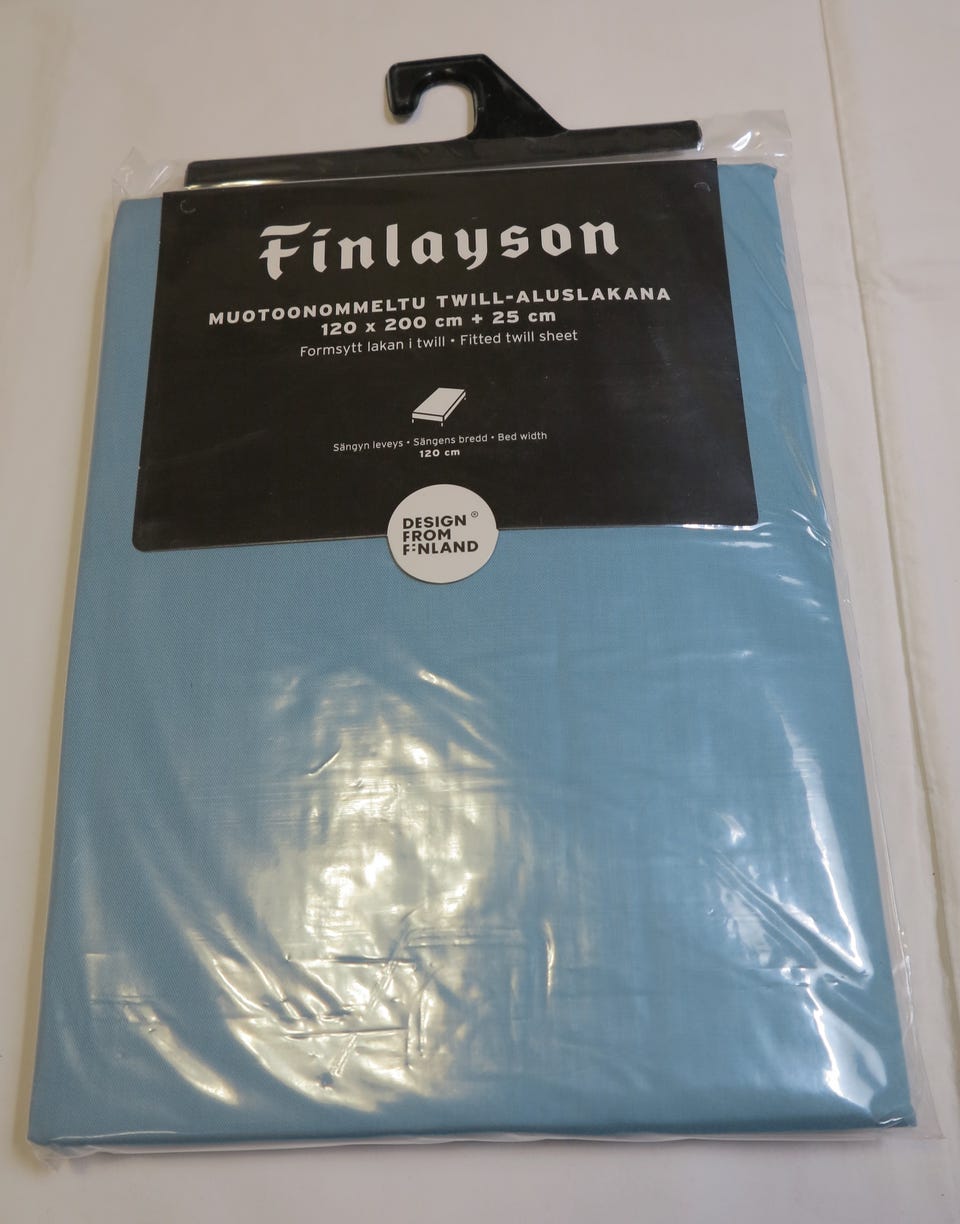 Finlayson
MUOTOONOMMELTU TWILL-ALUSLAKANA
120 x 200 cm + 25 cm
Formsytt lakan i twill • Fitted twill sheet
Sängyn leveys • Sängens bredd • Bed width
120 cm
DESIGN ®
FROM
FINLAND